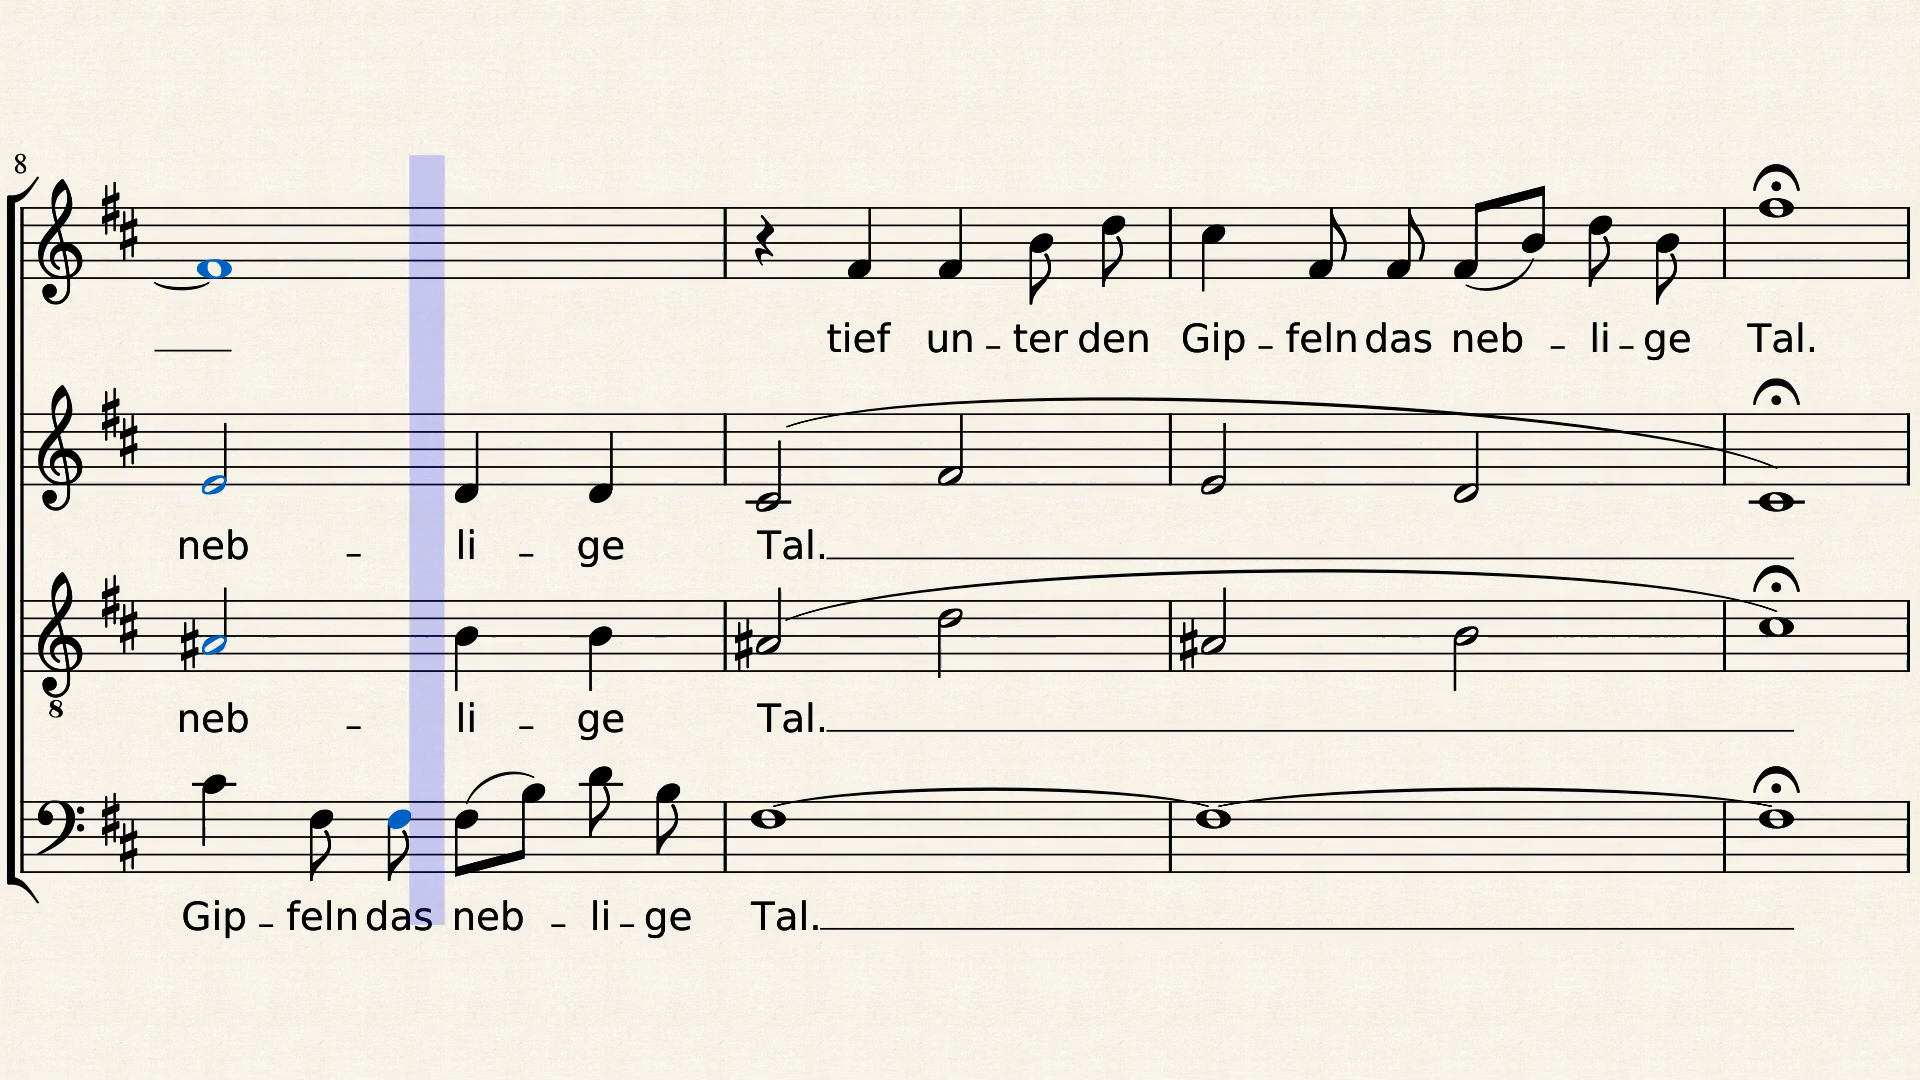 8
tief un - ter den Gip - feln das neb - li - ge Tal.
neb - li - ge Tal.
8
neb - li - ge Tal.
Gip - feln das neb - li - ge Tal.